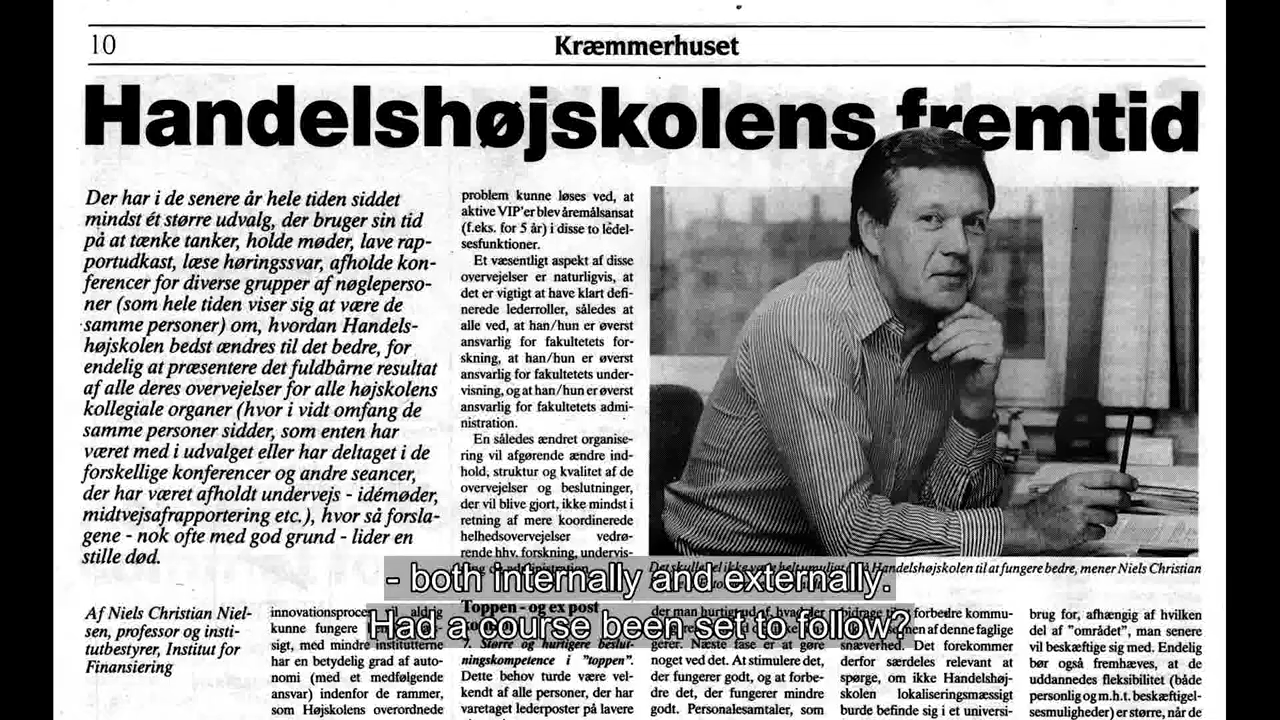 10
Kræmmerhuset
Handelshøjskolens fremtid
Der har i de senere år hele tiden siddet
mindst ét større udvalg, der bruger sin tid
på at tænke tanker, holde møder, lave rap-
portudkast, læse høringssvar, afholde kon-
ferencer for diverse grupper af nøglperso-
ner (som hele tiden viser sig at være de
samme personer) om, hvordan Handels-
højskolen bedst ændres til det bedre, for
endelig at præsentere det fuldbårne resultat
af alle deres overvejelser for alle højskolens
kollegiale organer (hvor i vidt omfang de
samme personer sidder, som enten har
været med i udvalget eller har deltaget i de
forskellige konferencer og andre seancer,
der har været afholdt undervejs - idémøder,
midtvejsafrapportering etc.), hvor så forsla-
gene - nok ofte med god grund - lider en
stille død.
Af Niels Christian Niel-
sen, professor og insti-
tutbestyrer, Institut for
Finansiering
innovationsproces vil aldrig
kunne fungere
sigt, med mindre institutterne
har en betydelig grad af auto-
nomi (med et medfølgende
ansvar) indenfor de rammer,
som Højskolens overordnede
problem kunne løses ved, at
aktive VIP'er blev åremålsansat
(f.eks. for 5 år) i disse to ledel-
sesfunktioner.
Et væsentligt aspekt af disse
overvejelser er naturligvis, at
det er vigtigt at have klart defi-
nerede lederroller, således at
alle ved, at han/hun er øverst
ansvarlig for fakultetets for-
skning, at han/hun er øverst
ansvarlig for fakultetets under-
visning, og at han/hun er øverst
ansvarlig for fakultetets admi-
nistration.
En således ændret organise-
ring vil afgørende ændre ind-
hold, struktur og kvalitet af de
overvejelser og beslutninger,
der vil blive gjort, ikke mindst i
retning af mere koordinerede
helhedsovervejelser vedrø-
rende hhv. forskning, undervis-
Toppen - og ex post
7. Større og hurtigere beslut-
ningskompetence i "toppen".
Dette behov turde være vel-
kendt af alle personer, der har
varetaget lederposter på lavere
Handelshøjskolen til at fungere bedre, mener Niels Christian
der man hurtigt ud af, hvad der
gerer. Næste fase er at gøre
noget ved det. At stimulere det,
der fungerer godt, og at forbe-
dre det, der fungerer mindre
godt. Personalesamtaler, som
bidrage til forbedre kommu-
af denne faglige
snæverhed. Det forekommer
derfor særdeles relevant at
spørge, om ikke Handelshøj-
skolen lokaliseringsmæssigt
burde befinde sig i et universi-
brug for, afhængig af hvilken
del af "området", man senere
vil beskæftige sig med. Endelig
bør også fremhæves, at de
uddannedes fleksibilitet (både
personlig og m.h.t. beskæftigel-
sesmuligheder) er større, når de
- both internally and externally.
Had a course been set to follow?